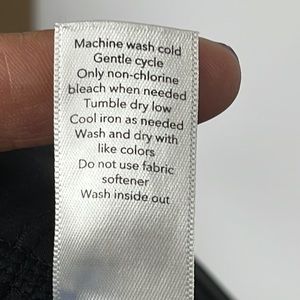 Machine wash cold
Gentle cycle
Only non-chlorine
bleach when needed
Tumble dry low
Cool iron as needed
Wash and dry with
like colors
Do not use fabric
softener
Wash inside out